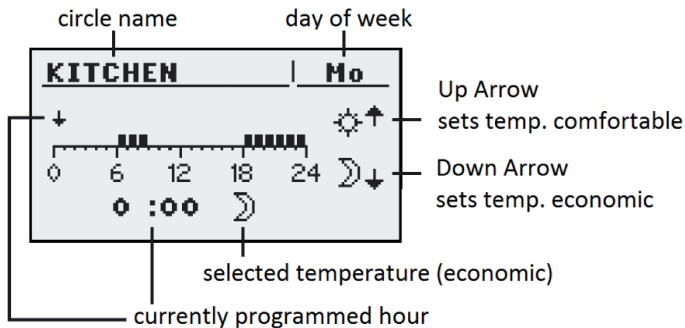 circle name
day of week
KITCHEN
Mo
Up Arrow
sets temp. comfortable
0 6 12 18 24
Down Arrow
sets temp. economic
0 :00
selected temperature (economic)
currently programmed hour